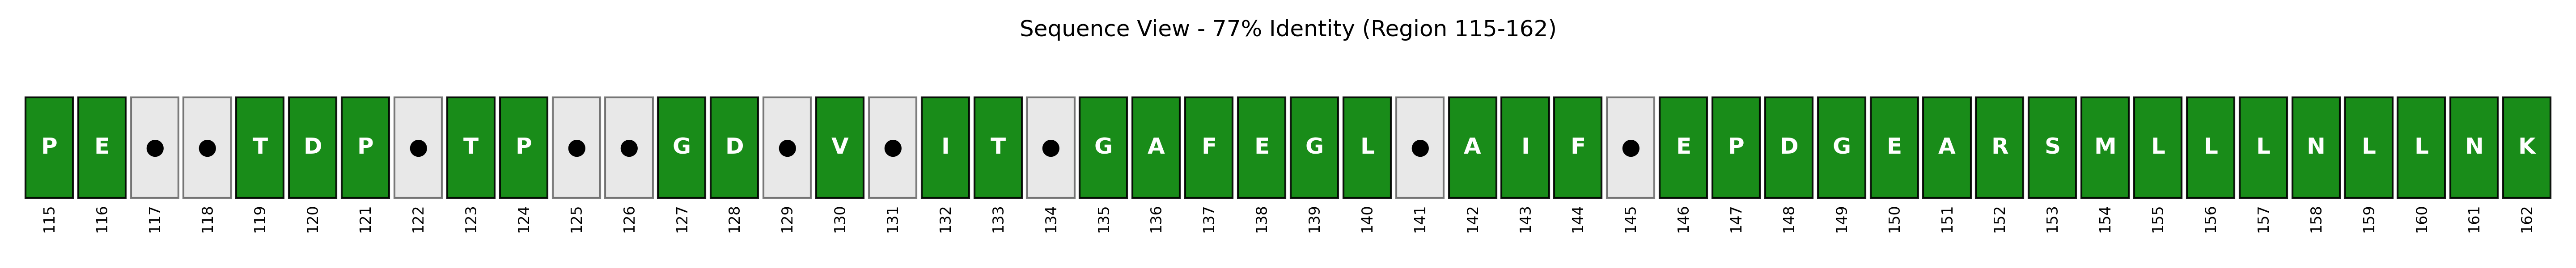 Sequence View - 77% Identity (Region 115-162)
P E ● ● T D P ● T P ● ● G D ● V ● I T ● G A F E G L ● A I F ● E P D G E A R S M L L L N L L N K
115 116 117 118 119 120 121 122 123 124 125 126 127 128 129 130 131 132 133 134 135 136 137 138 139 140 141 142 143 144 145 146 147 148 149 150 151 152 153 154 155 156 157 158 159 160 161 162